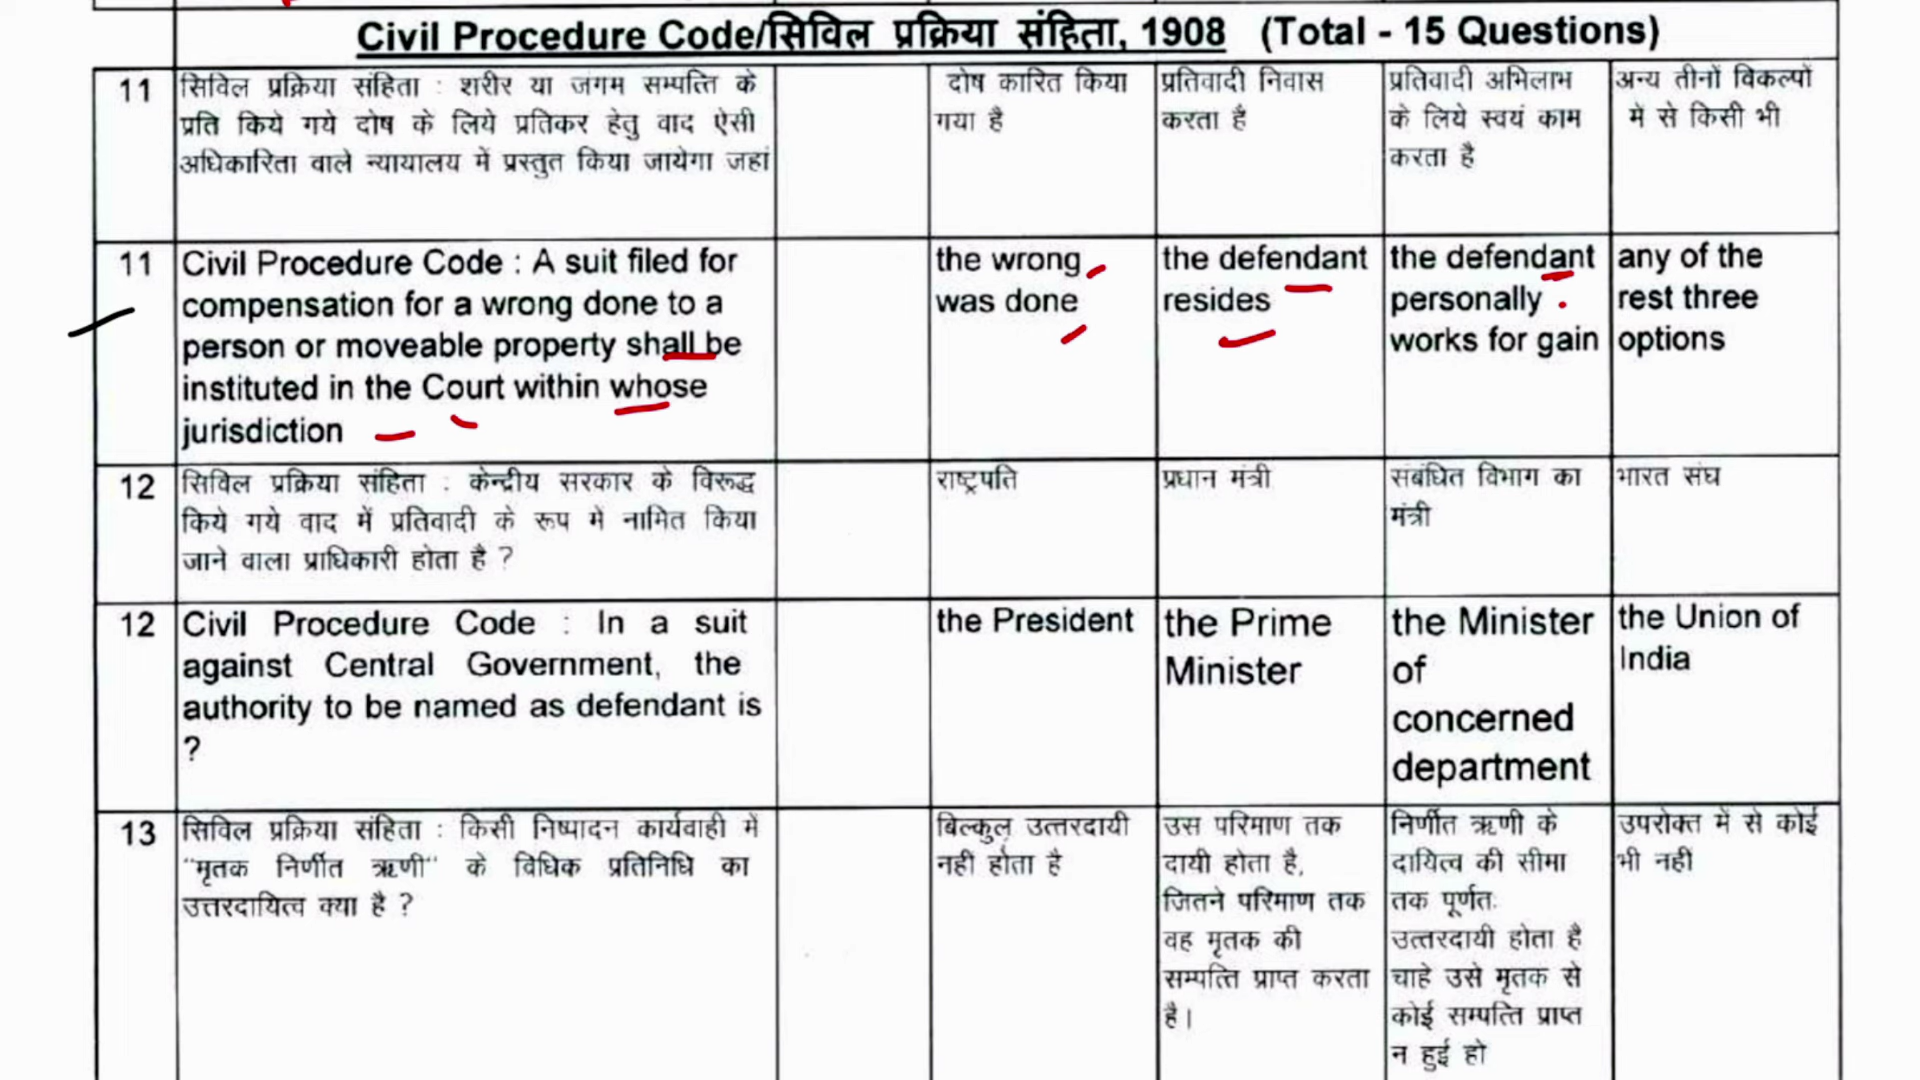 Civil Procedure Code/सिविल प्रक्रिया संहिता, 1908 (Total - 15 Questions)
11
सिविल प्रक्रिया संहिता : शरीर या जंगम सम्पत्ति के
प्रति किये गये दोष के लिये प्रतिकर हेतु वाद ऐसी
अधिकारिता वाले न्यायालय में प्रस्तुत किया जायेगा जहां
दोष कारित किया
गया है
प्रतिवादी निवास
करता है
प्रतिवादी अभिलाभ
के लिये स्वयं काम
करता है
अन्य तीनों विकल्पों
में से किसी भी
11
Civil Procedure Code : A suit filed for
compensation for a wrong done to a
person or moveable property shall be
instituted in the Court within whose
jurisdiction
the wrong
was done
the defendant
resides
the defendant
personally
works for gain
any of the
rest three
options
12
सिविल प्रक्रिया संहिता : केन्द्रीय सरकार के विरूद्ध
किये गये वाद में प्रतिवादी के रूप में नामित किया
जाने वाला प्राधिकारी होता है ?
राष्ट्रपति
प्रधान मंत्री
संबंधित विभाग का
मंत्री
भारत संघ
12
Civil Procedure Code : In a suit
against Central Government, the
authority to be named as defendant is
?
the President
the Prime
Minister
the Minister
of
concerned
department
the Union of
India
13
सिविल प्रक्रिया संहिता : किसी निष्पादन कार्यवाही में
"मृतक निर्णीत ऋणी" के विधिक प्रतिनिधि का
उत्तरदायित्व क्या है ?
बिल्कुल उत्तरदायी
नही होता है
उस परिमाण तक
दायी होता है,
जितने परिमाण तक
वह मृतक की
सम्पत्ति प्राप्त करता
है।
निर्णीत ऋणी के
दायित्व की सीमा
तक पूर्णतः
उत्तरदायी होता है
चाहे उसे मृतक से
कोई सम्पत्ति प्राप्त
न हुई हो
उपरोक्त में से कोई
भी नहीं